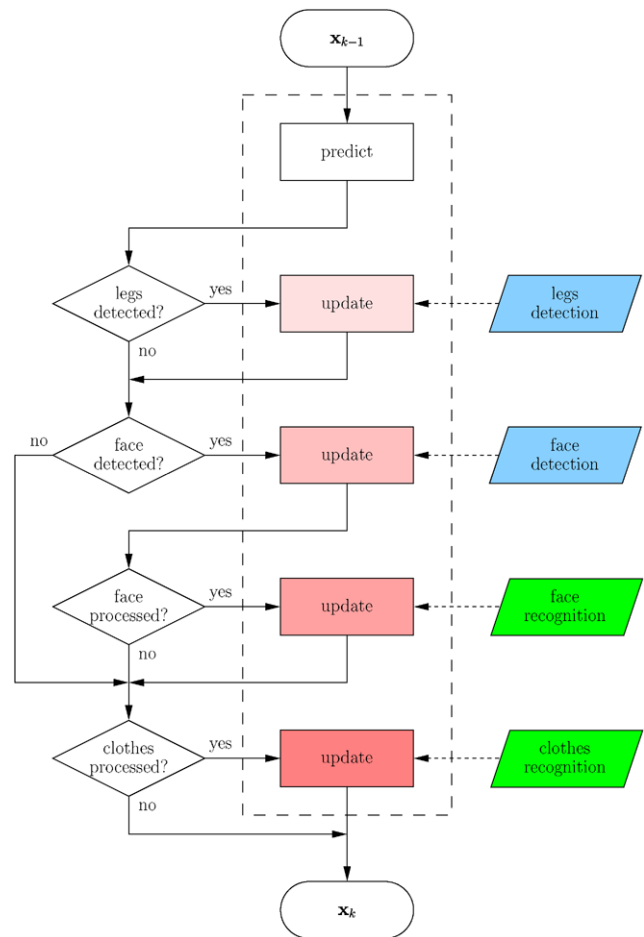 x_{k−1}
predict
legs
detected?
yes
no
update
legs
detection
no
face
detected?
yes
update
face
detection
face
processed?
yes
no
update
face
recognition
clothes
processed?
yes
no
update
clothes
recognition
x_k